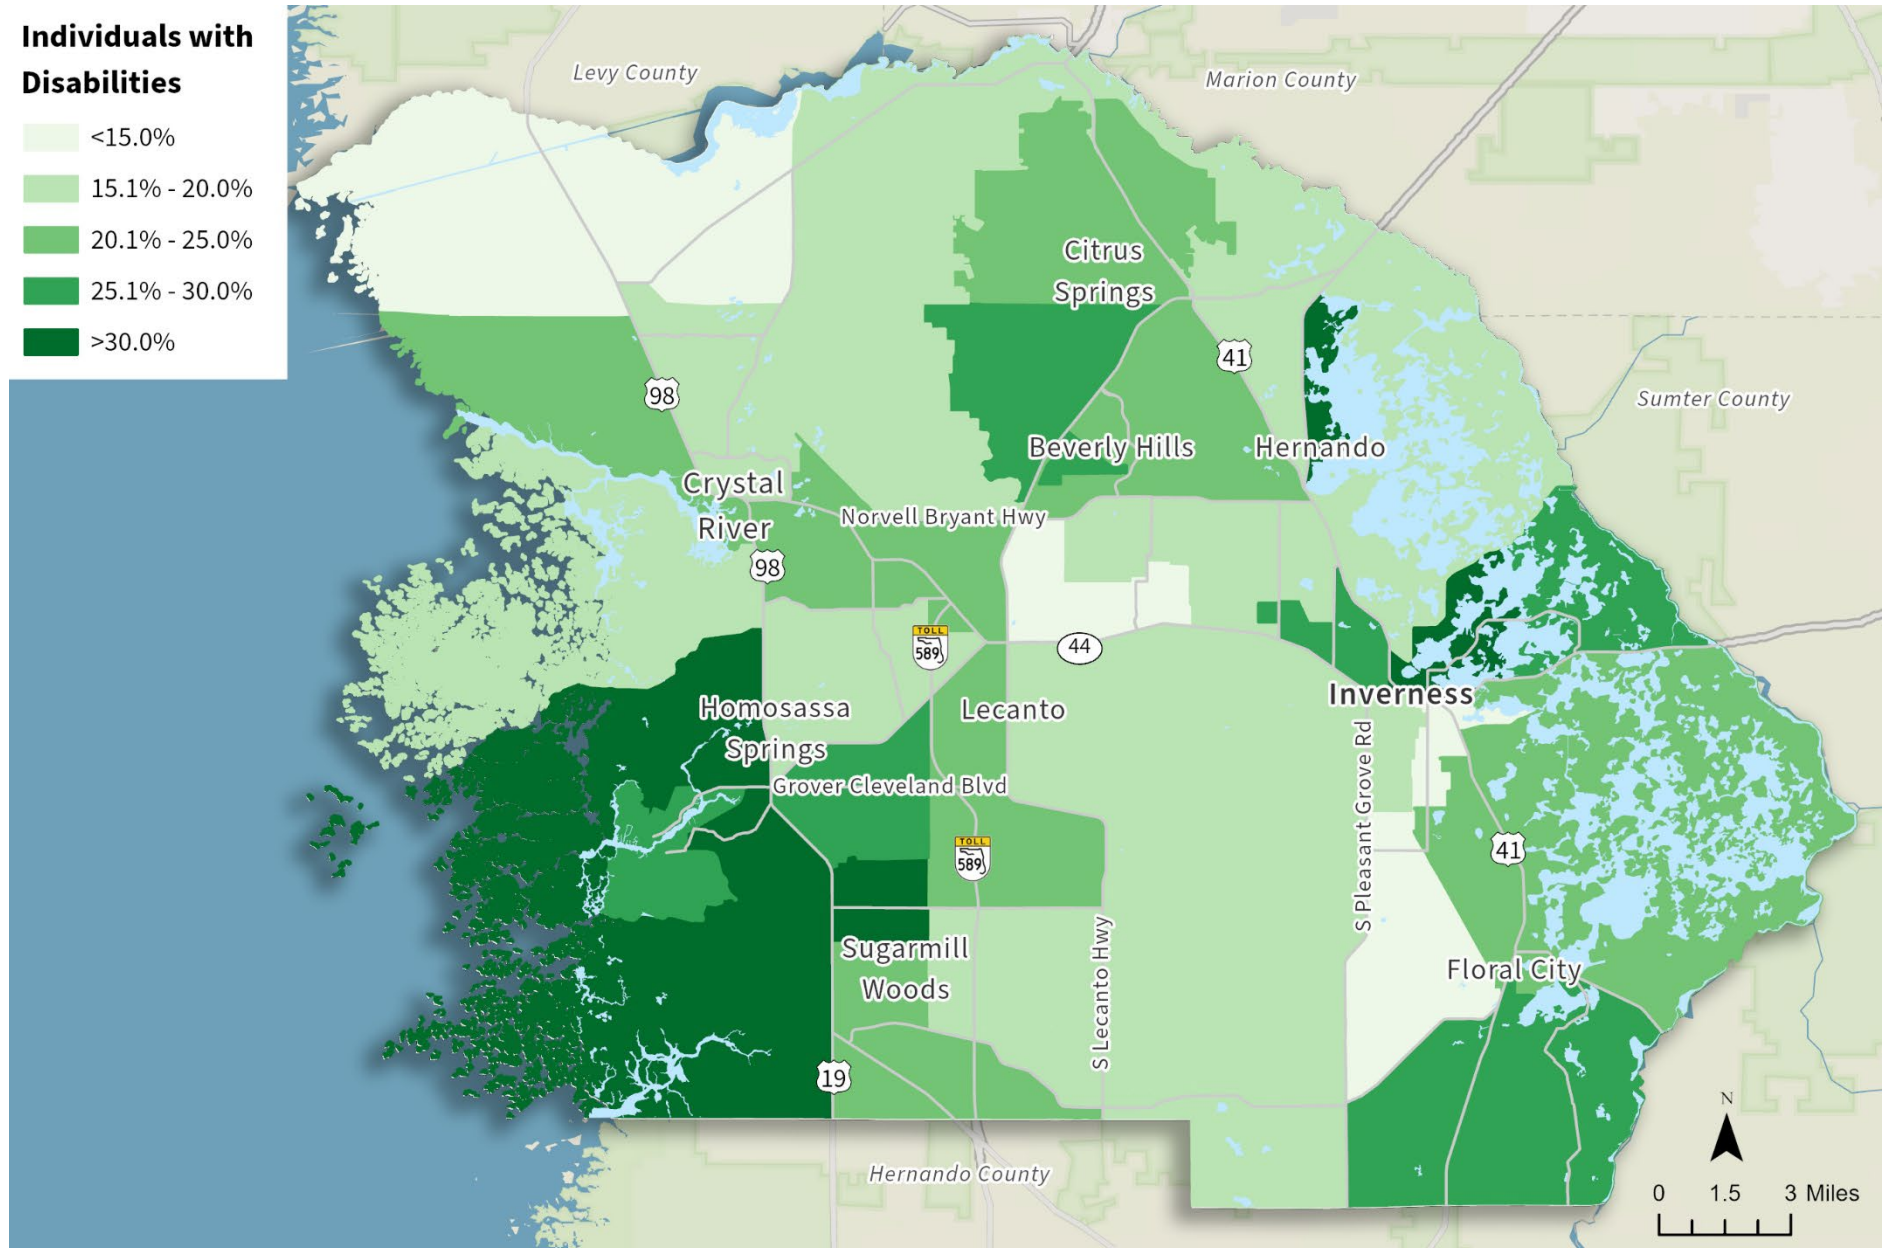 Individuals with
Disabilities
<15.0%
15.1% - 20.0%
20.1% - 25.0%
25.1% - 30.0%
>30.0%
Levy County
Marion County
Citrus
Springs
41
98
Sumter County
Beverly Hills
Hernando
Crystal
River
Norvell Bryant Hwy
98
TOLL
589
44
Inverness
Homosassa
Springs
Lecanto
S Pleasant Grove Rd
Grover Cleveland Blvd
TOLL
589
41
Sugarmill
Woods
S Lecanto Hwy
Floral City
19
Hernando County
N
0 1.5 3 Miles